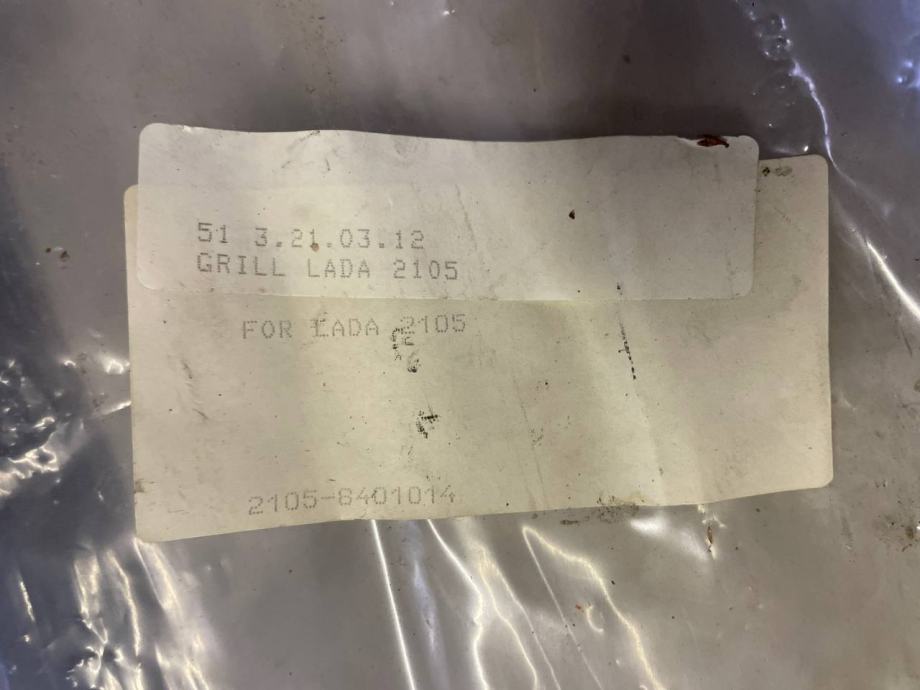 51 3.21.03.12
GRILL LADA 2105
FOR LADA 2105
2105-8401014